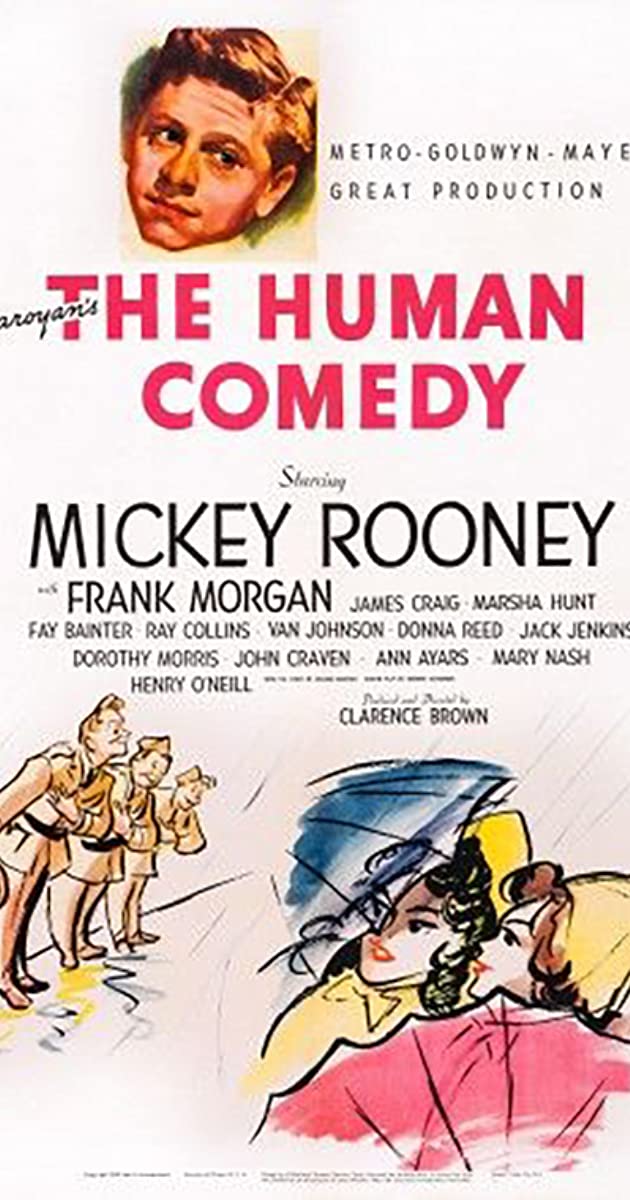 METRO-GOLDWYN-MAYE
GREAT PRODUCTION
aroyan's
THE HUMAN
COMEDY
Starring
MICKEY ROONEY
with FRANK MORGAN JAMES CRAIG · MARSHA HUNT
FAY BAINTER · RAY COLLINS · VAN JOHNSON · DONNA REED · JACK JENKINS
DOROTHY MORRIS · JOHN CRAVEN · ANN AYARS · MARY NASH
HENRY O'NEILL
Produced and Directed by
CLARENCE BROWN